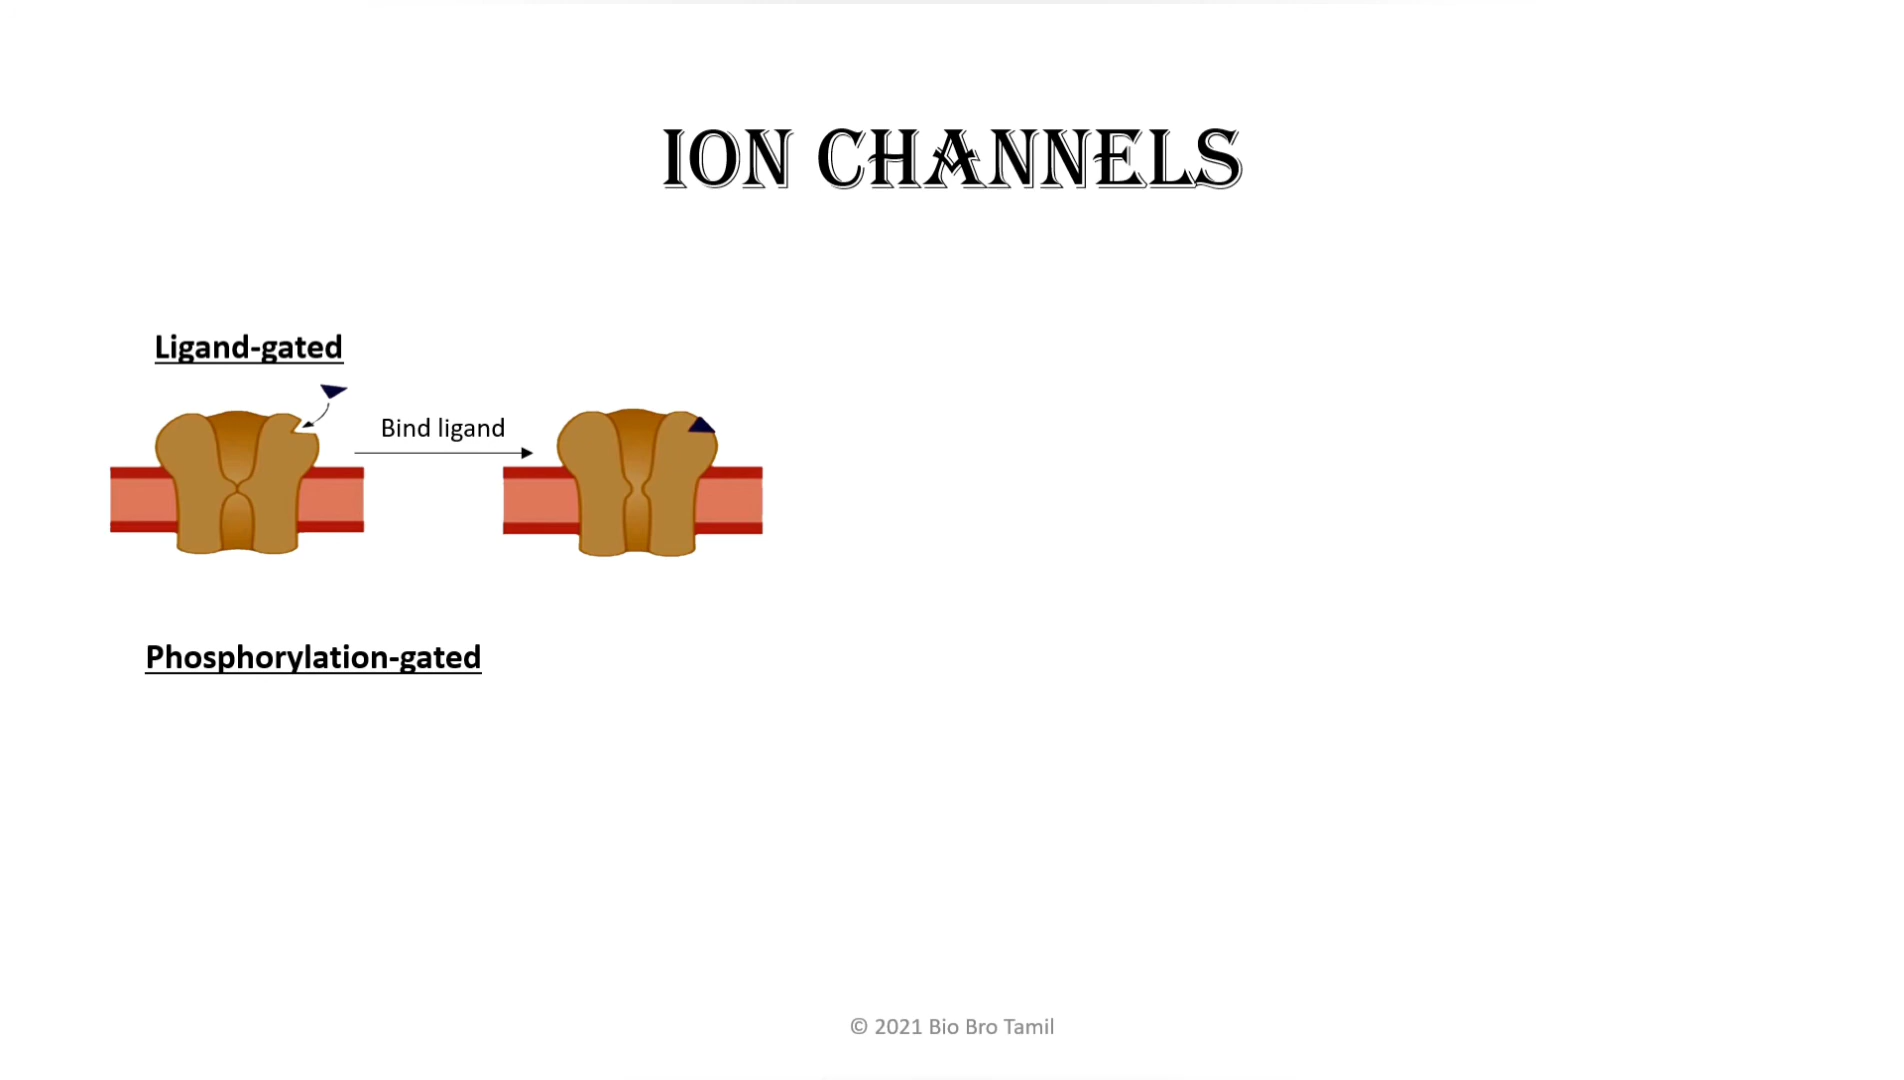 ION CHANNELS
Ligand-gated
Bind ligand
Phosphorylation-gated
© 2021 Bio Bro Tamil